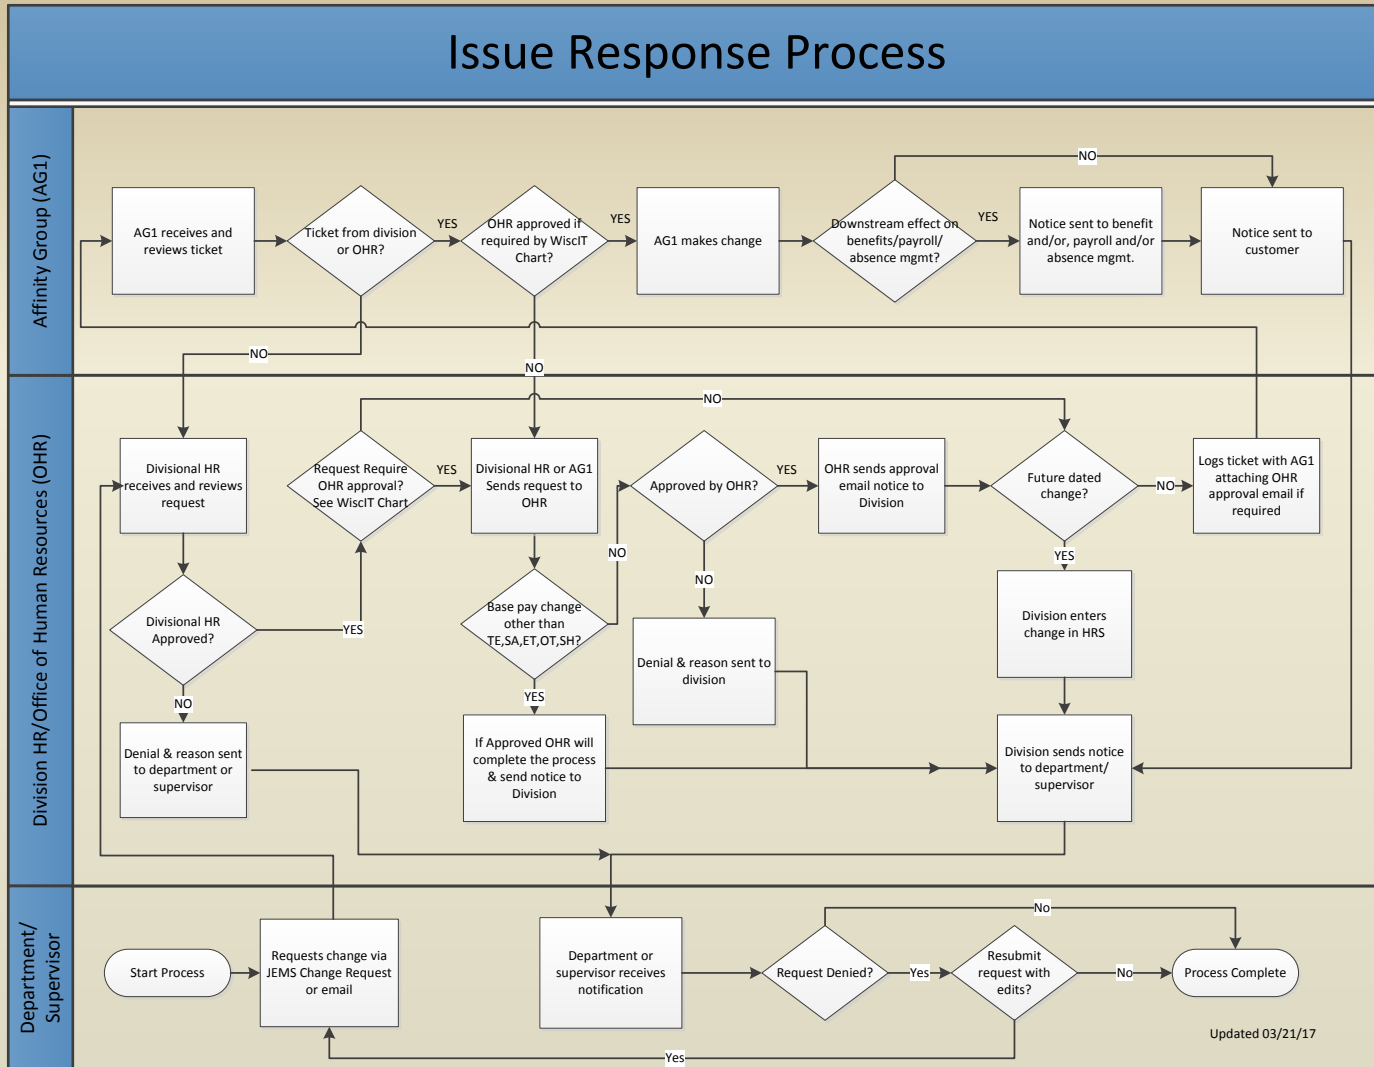 Issue Response Process
Affinity Group (AG1)
NO
AG1 receives and
reviews ticket
Ticket from division
or OHR?
YES
OHR approved if
required by WiscIT
Chart?
YES
AG1 makes change
Downstream effect on
benefits/payroll/
absence mgmt?
YES
Notice sent to benefit
and/or, payroll and/or
absence mgmt.
Notice sent to
customer
NO
NO
Division HR/Office of Human Resources (OHR)
NO
Divisional HR
receives and reviews
request
Request Require
OHR approval?
See WiscIT Chart
YES
Divisional HR or AG1
Sends request to
OHR
Approved by OHR?
YES
OHR sends approval
email notice to
Division
Future dated
change?
NO
Logs ticket with AG1
attaching OHR
approval email if
required
NO
YES
NO
Divisional HR
Approved?
YES
Base pay change
other than
TE,SA,ET,OT,SH?
Division enters
change in HRS
Denial & reason sent to
division
NO
YES
Denial & reason sent
to department or
supervisor
If Approved OHR will
complete the process
& send notice to
Division
Division sends notice
to department/
supervisor
Department/
Supervisor
No
Start Process
Requests change via
JEMS Change Request
or email
Department or
supervisor receives
notification
Request Denied?
Yes
Resubmit
request with
edits?
No
Process Complete
Updated 03/21/17
Yes